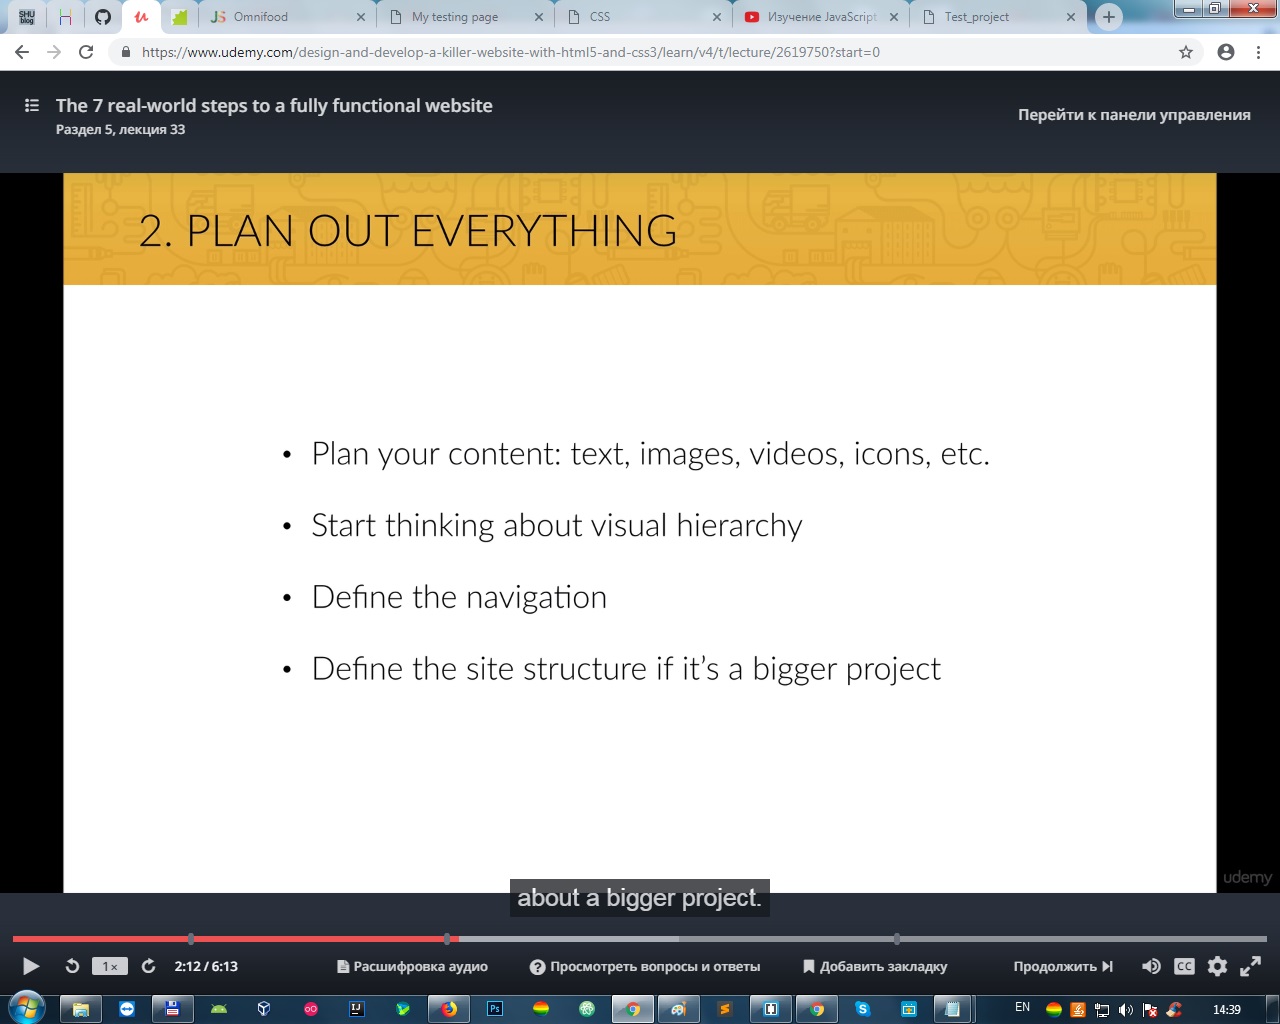 SHU
blog
H
Omnifood
My testing page
CSS
Изучение JavaScript
Test_project
https://www.udemy.com/design-and-develop-a-killer-website-with-html5-and-css3/learn/v4/t/lecture/2619750?start=0
The 7 real-world steps to a fully functional website
Раздел 5, лекция 33
Перейти к панели управления
2. PLAN OUT EVERYTHING
• Plan your content: text, images, videos, icons, etc.
• Start thinking about visual hierarchy
• Define the navigation
• Define the site structure if it’s a bigger project
udemy
about a bigger project.
1×
2:12 / 6:13
Расшифровка аудио
Просмотреть вопросы и ответы
Добавить закладку
Продолжить
CC
EN
14:39